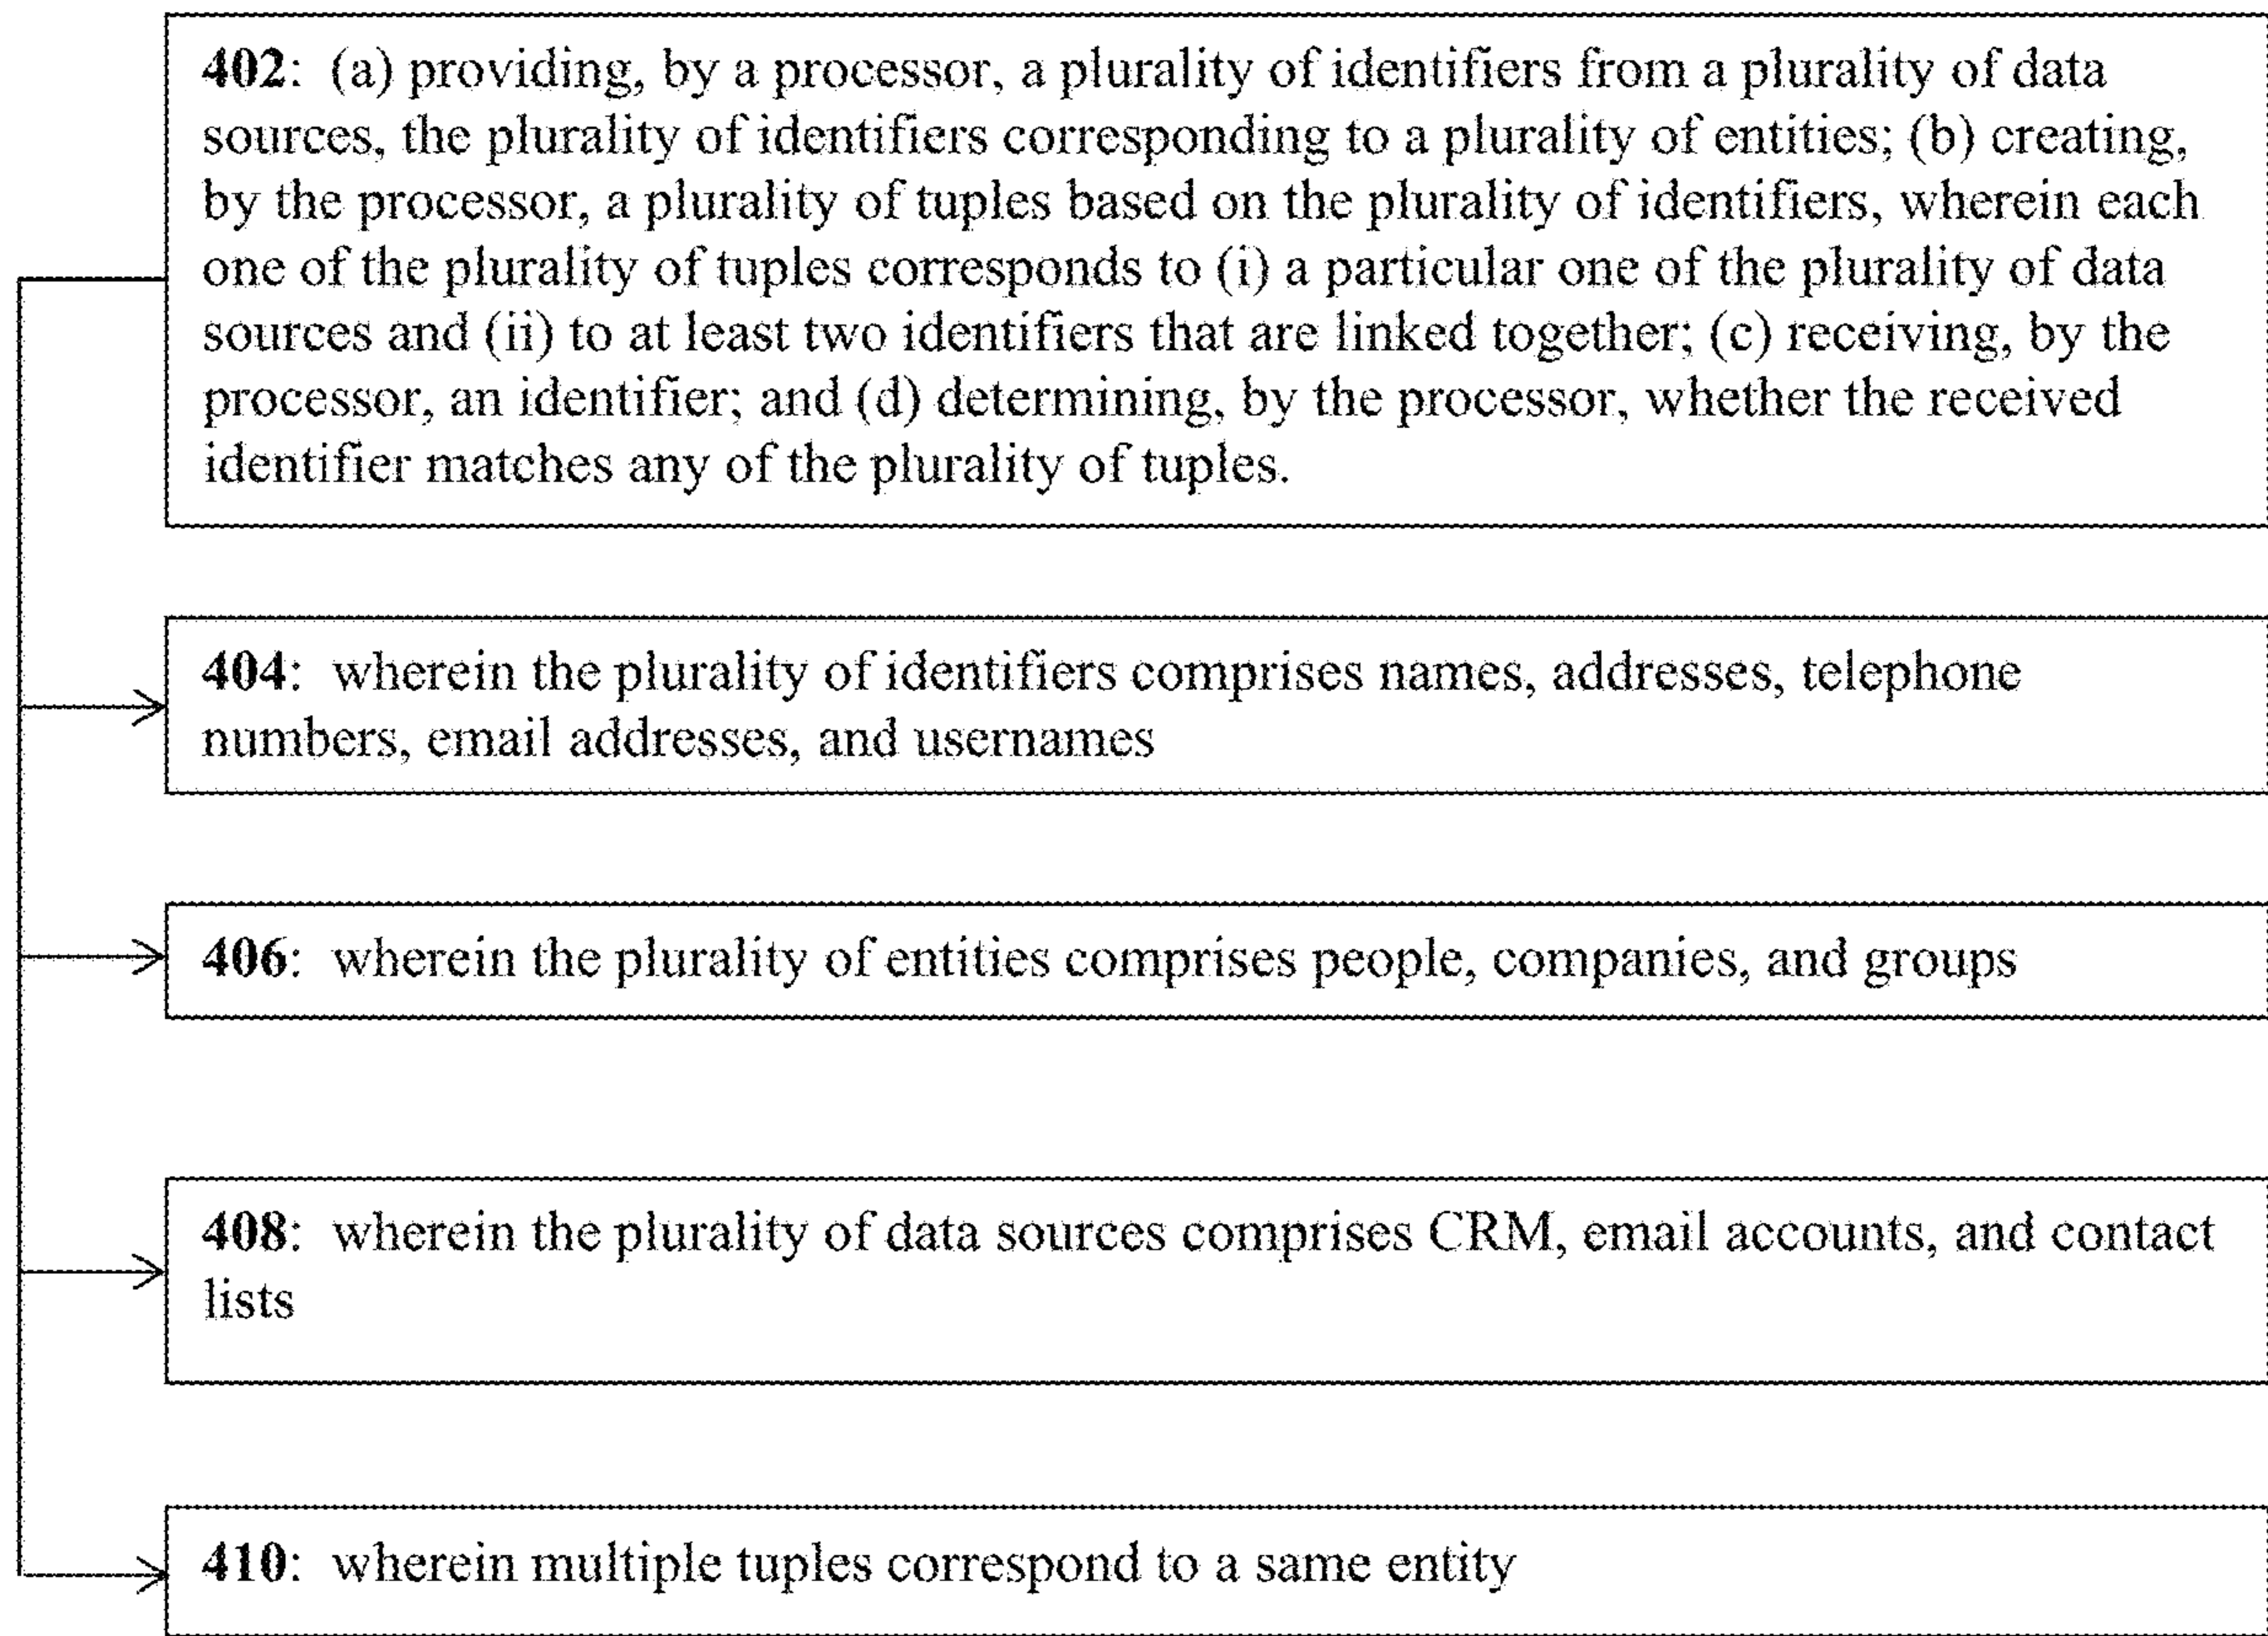 402: (a) providing, by a processor, a plurality of identifiers from a plurality of data
sources, the plurality of identifiers corresponding to a plurality of entities; (b) creating,
by the processor, a plurality of tuples based on the plurality of identifiers, wherein each
one of the plurality of tuples corresponds to (i) a particular one of the plurality of data
sources and (ii) to at least two identifiers that are linked together; (c) receiving, by the
processor, an identifier; and (d) determining, by the processor, whether the received
identifier matches any of the plurality of tuples.
404: wherein the plurality of identifiers comprises names, addresses, telephone
numbers, email addresses, and usernames
406: wherein the plurality of entities comprises people, companies, and groups
408: wherein the plurality of data sources comprises CRM, email accounts, and contact
lists
410: wherein multiple tuples correspond to a same entity